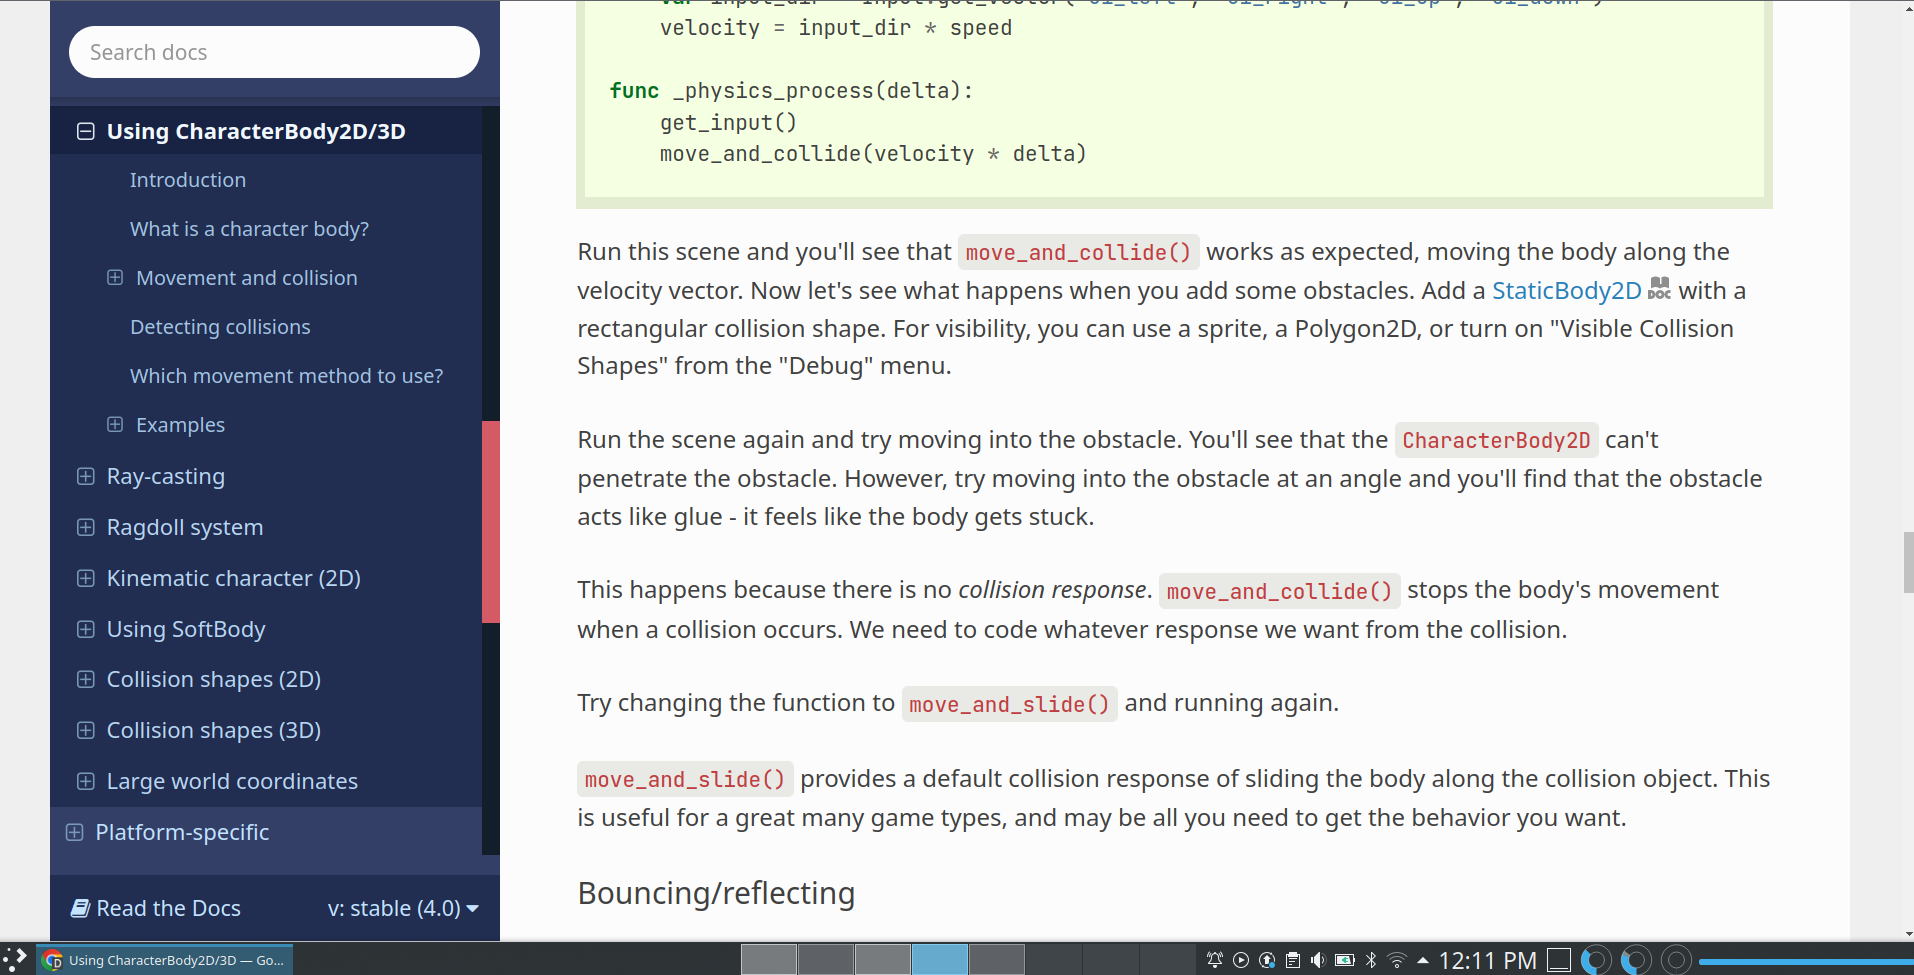 Search docs
Using CharacterBody2D/3D
Introduction
What is a character body?
Movement and collision
Detecting collisions
Which movement method to use?
Examples
Ray-casting
Ragdoll system
Kinematic character (2D)
Using SoftBody
Collision shapes (2D)
Collision shapes (3D)
Large world coordinates
Platform-specific
Read the Docs
v: stable (4.0)
velocity = input_dir * speed
func _physics_process(delta):
get_input()
move_and_collide(velocity * delta)
Run this scene and you'll see that move_and_collide() works as expected, moving the body along the
velocity vector. Now let's see what happens when you add some obstacles. Add a StaticBody2D DOC with a
rectangular collision shape. For visibility, you can use a sprite, a Polygon2D, or turn on "Visible Collision
Shapes" from the "Debug" menu.
Run the scene again and try moving into the obstacle. You'll see that the CharacterBody2D can't
penetrate the obstacle. However, try moving into the obstacle at an angle and you'll find that the obstacle
acts like glue - it feels like the body gets stuck.
This happens because there is no collision response. move_and_collide() stops the body's movement
when a collision occurs. We need to code whatever response we want from the collision.
Try changing the function to move_and_slide() and running again.
move_and_slide() provides a default collision response of sliding the body along the collision object. This
is useful for a great many game types, and may be all you need to get the behavior you want.
Bouncing/reflecting
Using CharacterBody2D/3D — Go...
12:11 PM